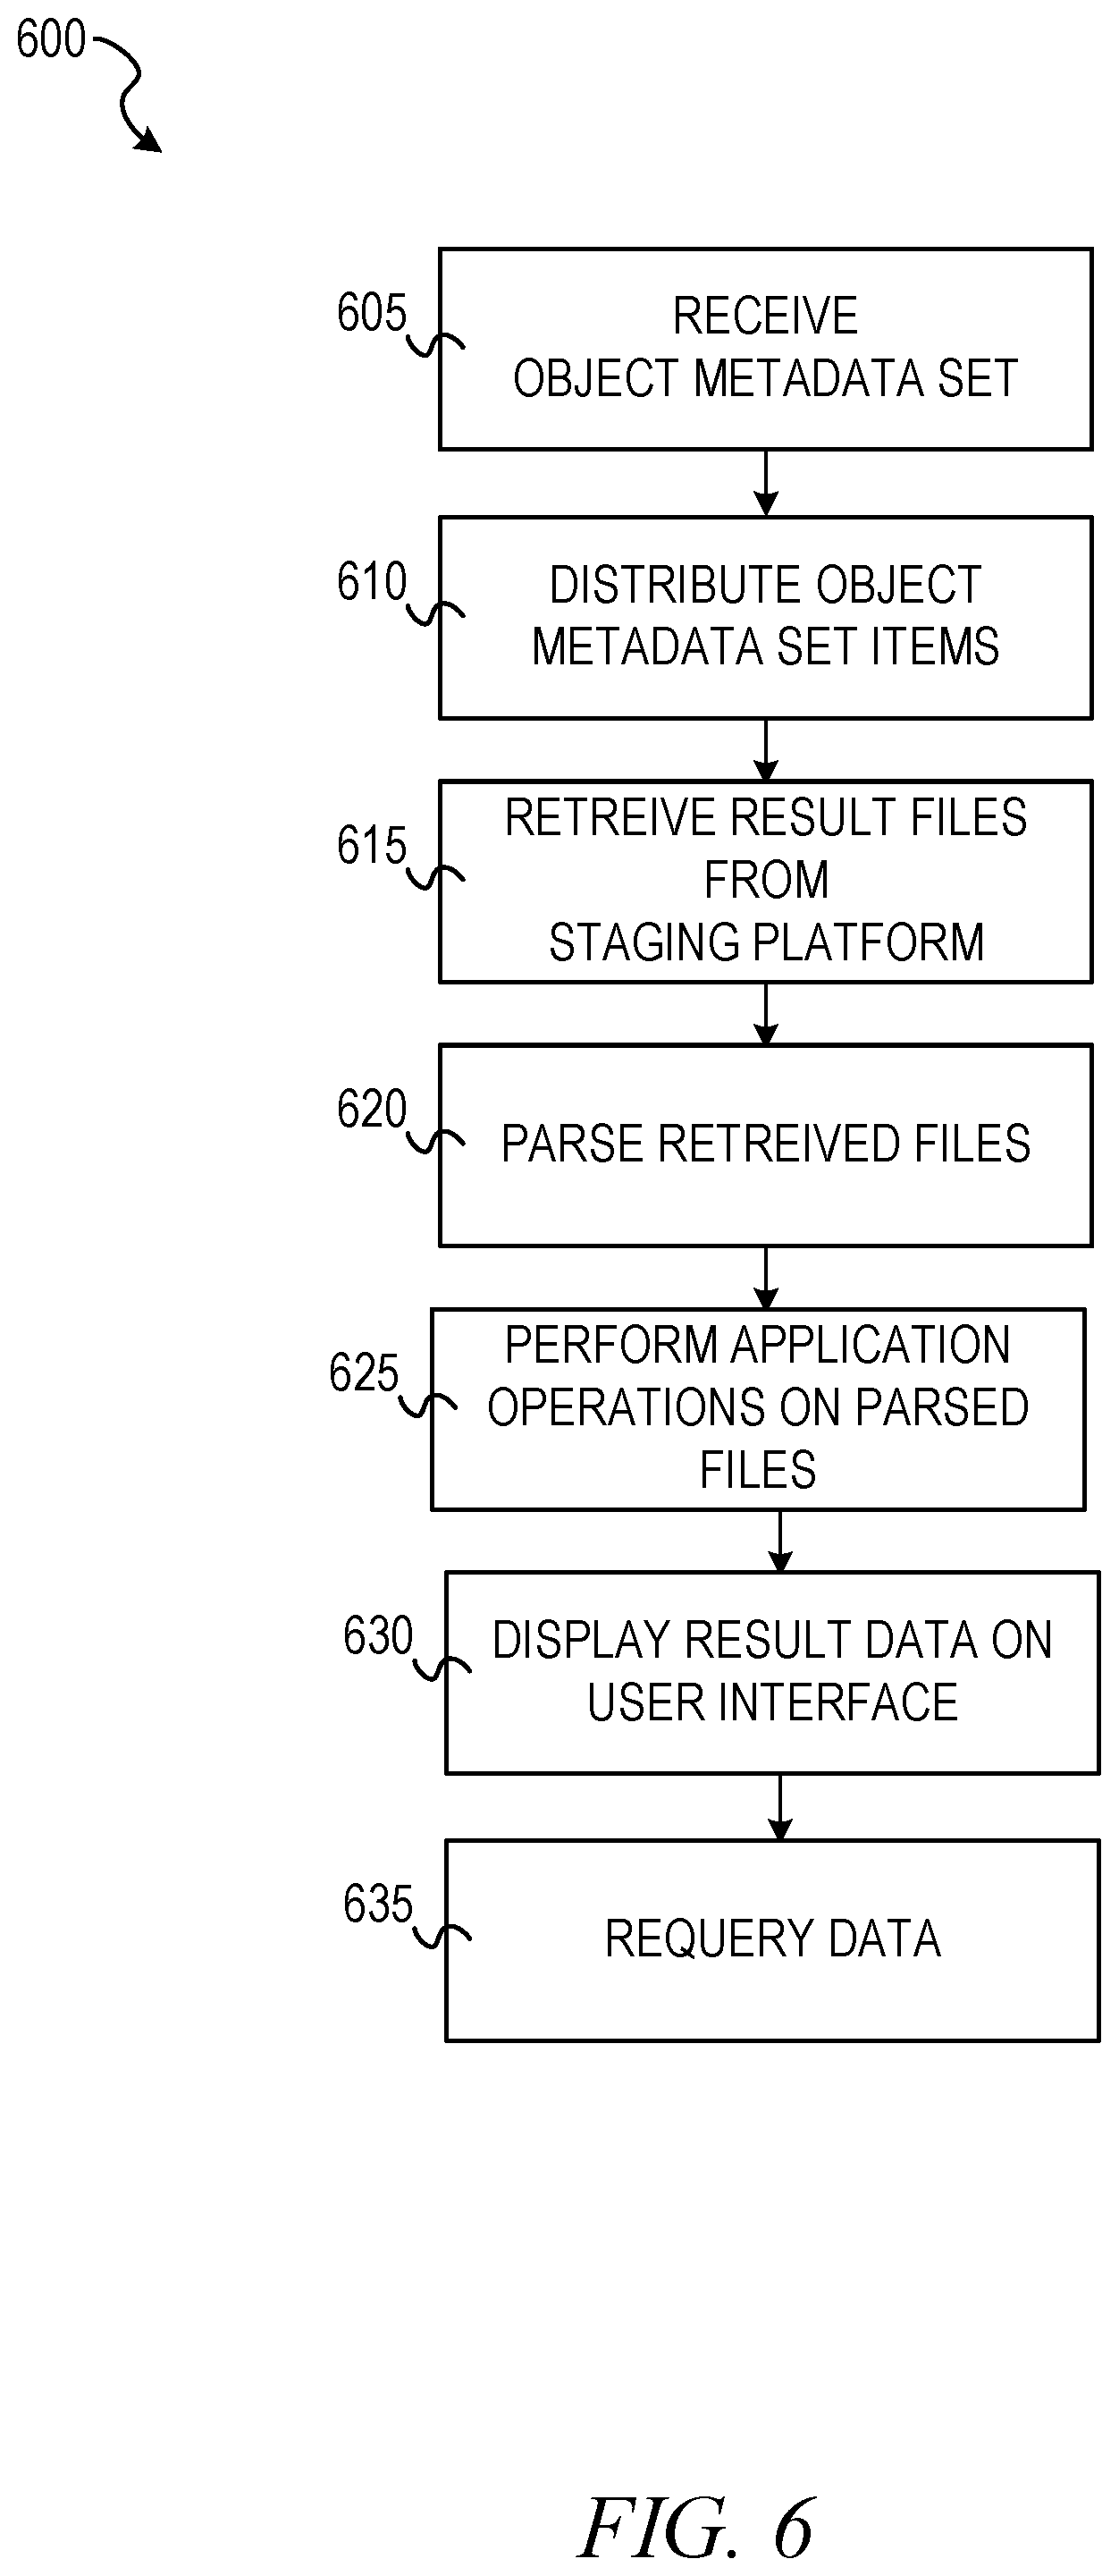 600
605
RECEIVE
OBJECT METADATA SET
610
DISTRIBUTE OBJECT
METADATA SET ITEMS
615
RETREIVE RESULT FILES
FROM
STAGING PLATFORM
620
PARSE RETREIVED FILES
625
PERFORM APPLICATION
OPERATIONS ON PARSED
FILES
630
DISPLAY RESULT DATA ON
USER INTERFACE
635
REQUERY DATA
FIG. 6